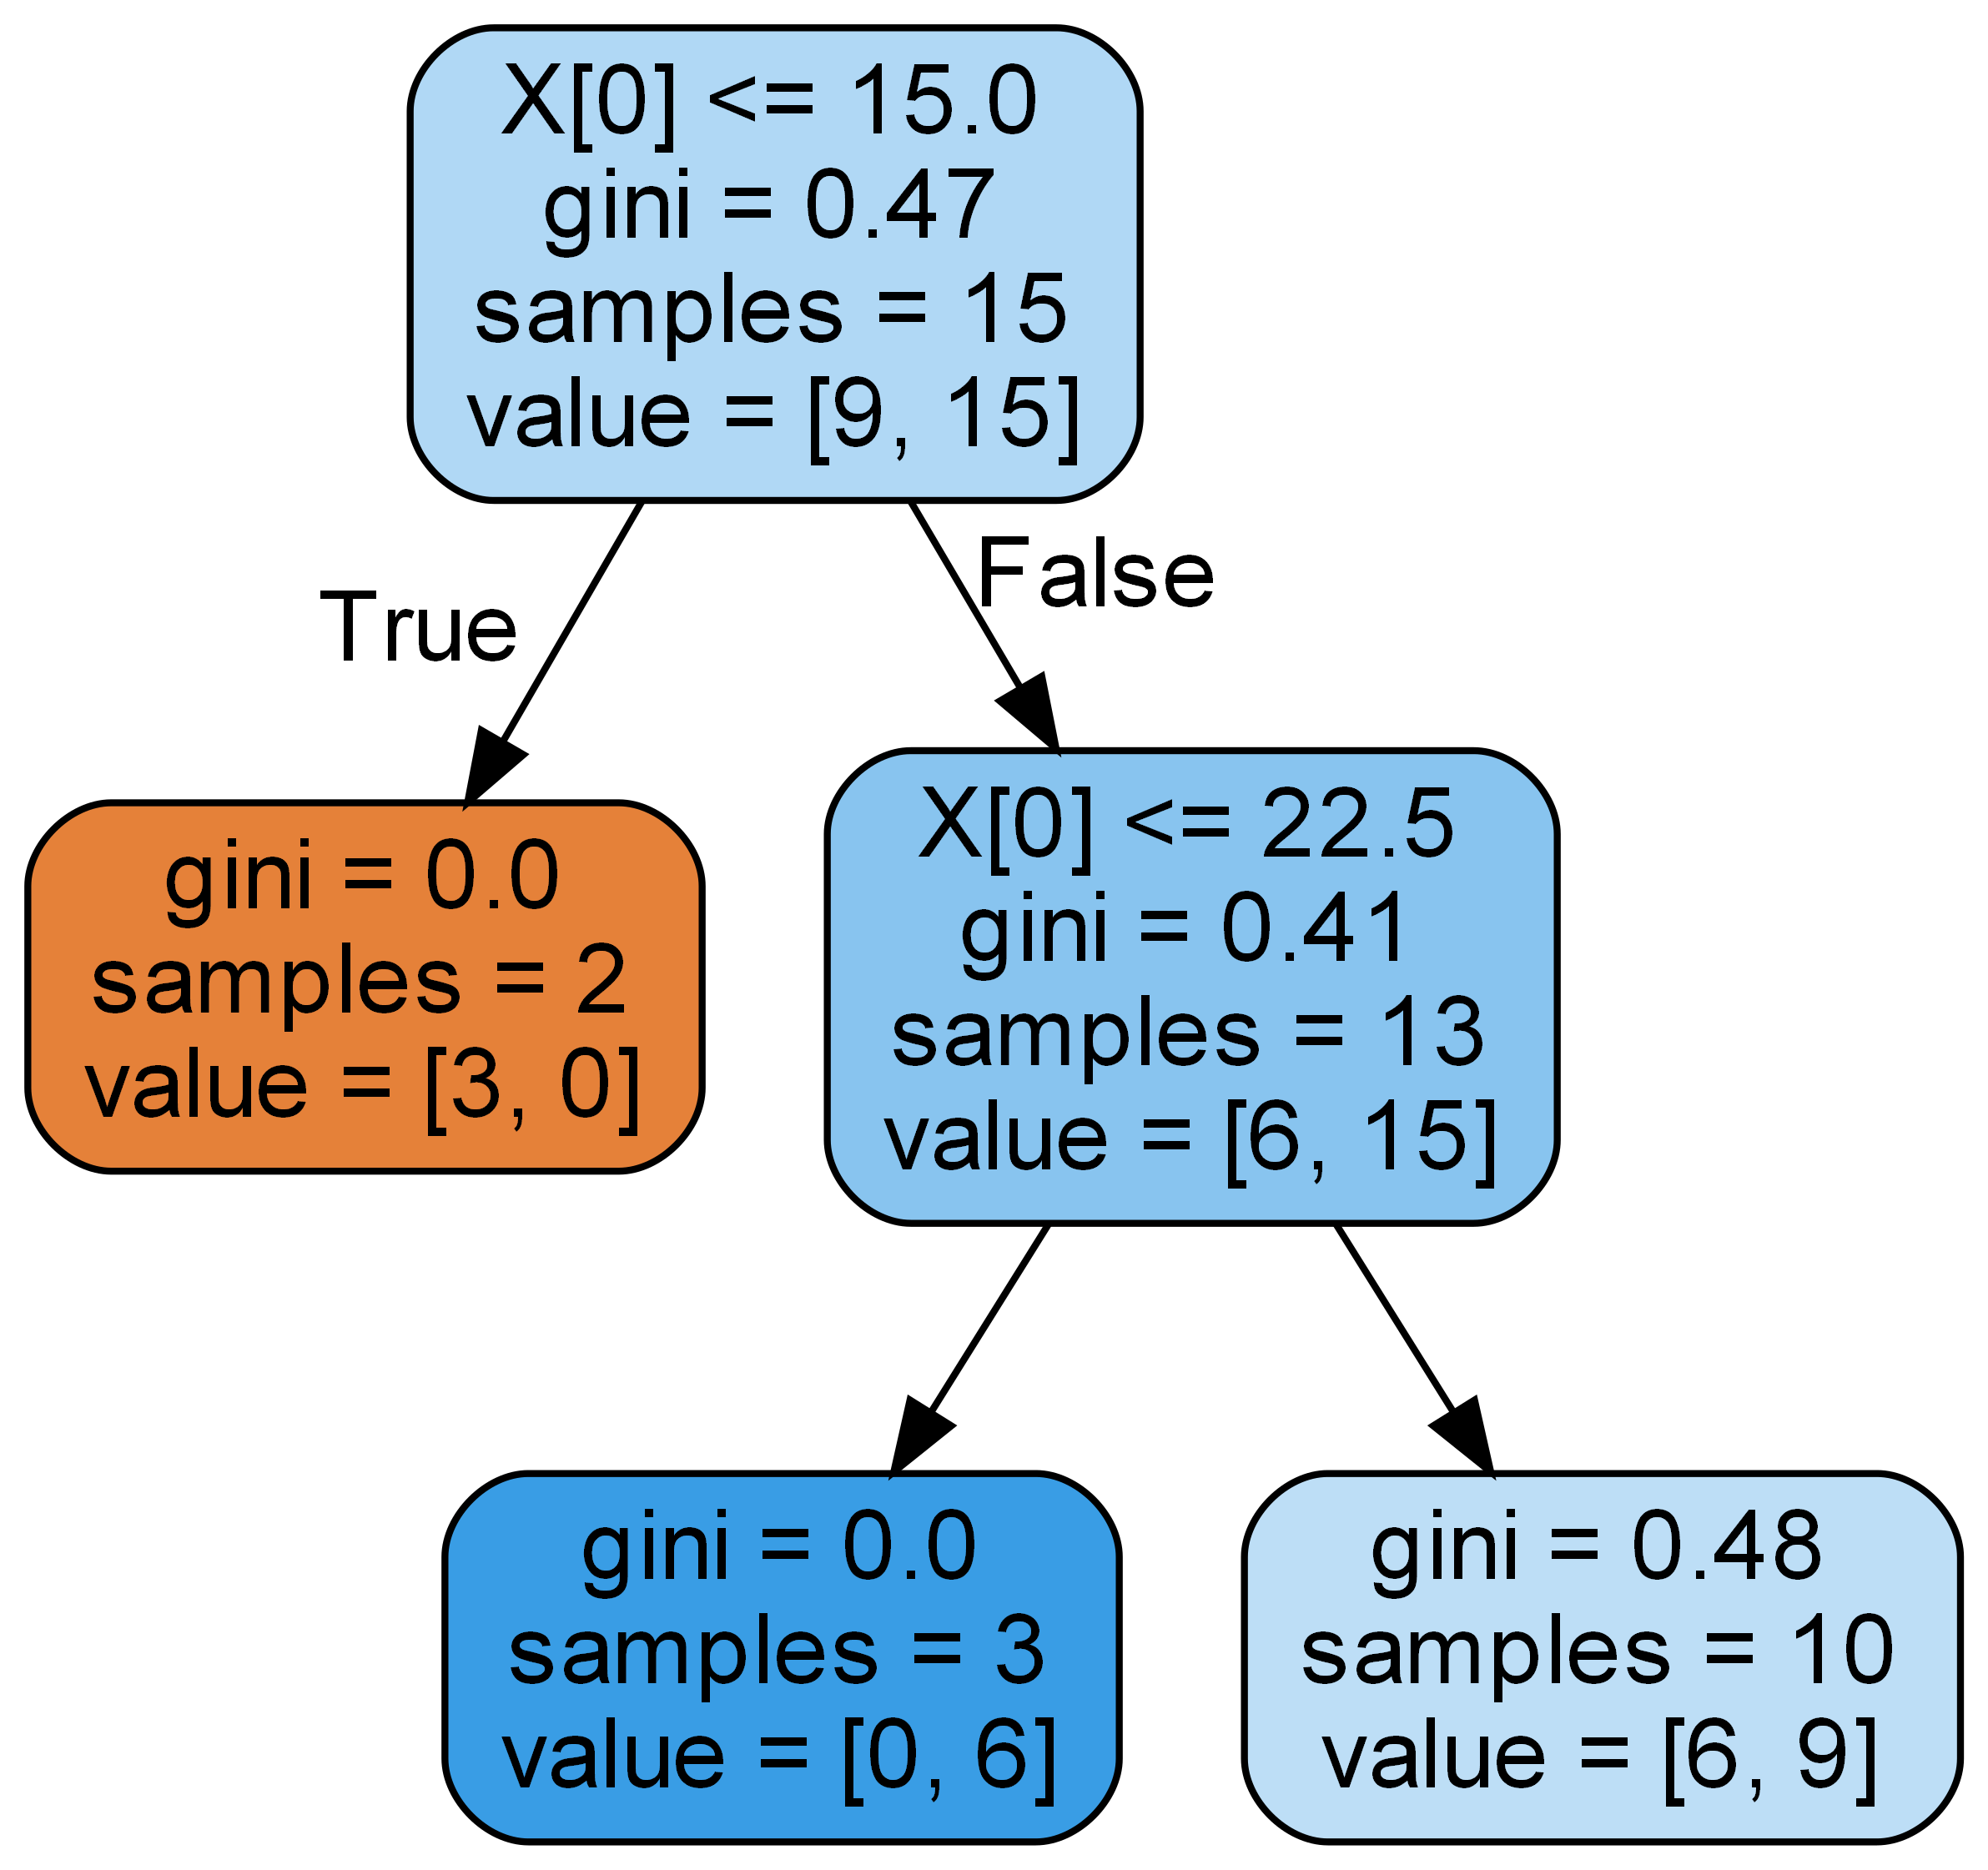 X[0] <= 15.0
gini = 0.47
samples = 15
value = [9, 15]
True
False
gini = 0.0
samples = 2
value = [3, 0]
X[0] <= 22.5
gini = 0.41
samples = 13
value = [6, 15]
gini = 0.0
samples = 3
value = [0, 6]
gini = 0.48
samples = 10
value = [6, 9]